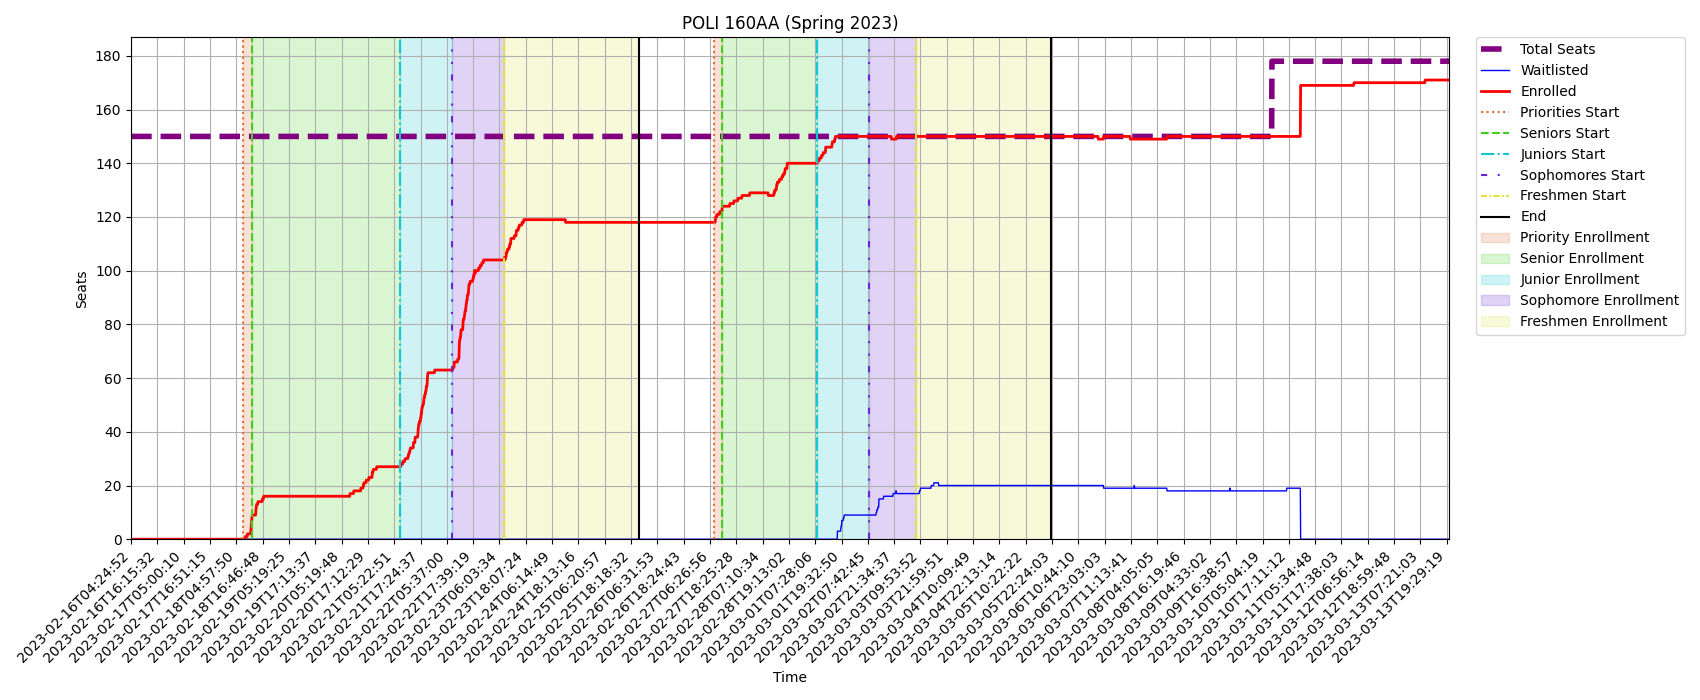 POLI 160AA (Spring 2023)
Seats
180
160
140
120
100
80
60
40
20
0
2023-02-16T04:24:52
2023-02-16T16:15:32
2023-02-17T05:00:10
2023-02-17T16:51:15
2023-02-18T04:57:50
2023-02-18T16:46:48
2023-02-19T05:19:25
2023-02-19T17:13:37
2023-02-20T05:19:48
2023-02-20T17:12:29
2023-02-21T05:22:51
2023-02-21T17:24:37
2023-02-22T05:37:00
2023-02-22T17:39:19
2023-02-23T06:03:34
2023-02-23T18:07:24
2023-02-24T06:14:49
2023-02-24T18:13:16
2023-02-25T06:20:57
2023-02-25T18:18:32
2023-02-26T06:31:53
2023-02-26T18:24:43
2023-02-27T06:26:56
2023-02-27T18:25:28
2023-02-28T07:10:34
2023-02-28T19:13:02
2023-03-01T07:28:06
2023-03-01T19:32:50
2023-03-02T07:42:45
2023-03-02T21:34:37
2023-03-03T09:53:52
2023-03-03T21:59:51
2023-03-04T10:09:49
2023-03-04T22:13:14
2023-03-05T10:22:22
2023-03-05T22:24:03
2023-03-06T10:44:10
2023-03-06T23:03:03
2023-03-07T11:13:41
2023-03-08T04:05:05
2023-03-08T16:19:46
2023-03-09T04:33:02
2023-03-09T16:38:57
2023-03-10T05:04:19
2023-03-10T17:11:12
2023-03-11T05:34:48
2023-03-11T17:38:03
2023-03-12T06:56:14
2023-03-12T18:59:48
2023-03-13T07:21:03
2023-03-13T19:29:19
Time
Total Seats
Waitlisted
Enrolled
Priorities Start
Seniors Start
Juniors Start
Sophomores Start
Freshmen Start
End
Priority Enrollment
Senior Enrollment
Junior Enrollment
Sophomore Enrollment
Freshmen Enrollment